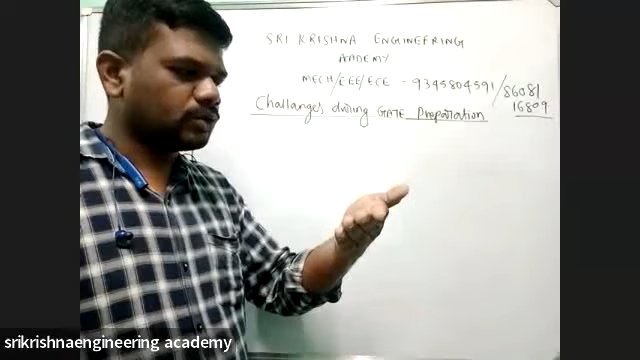 SRI KRISHNA ENGINEERING
ACADEMY
MECH/EEE/ECE - 9345804591/86081
16809
Challanges during GATE Preparation
srikrishnaengineering academy